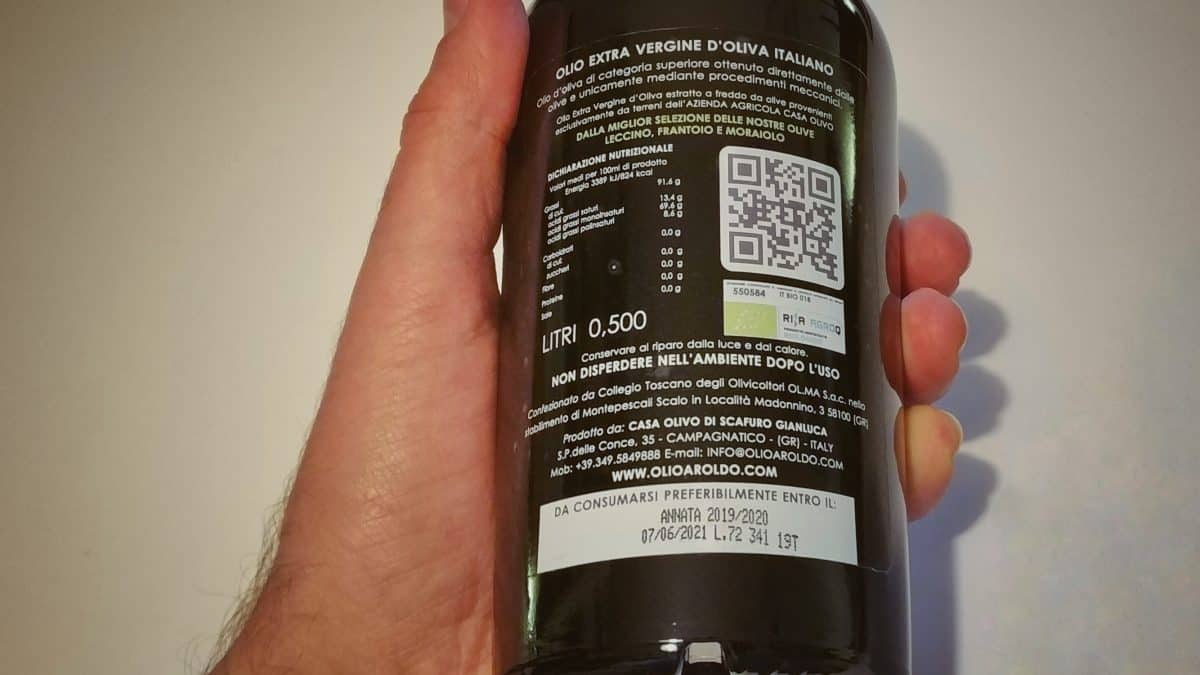 OLIO EXTRA VERGINE D'OLIVA ITALIANO
Olio d'oliva di categoria superiore ottenuto direttamente dalle
olive e unicamente mediante procedimenti meccanici.
Olio Extra Vergine d'Oliva estratto a freddo da olive provenienti
esclusivamente da terreni dell'AZIENDA AGRICOLA CASA OLIVO
DALLA MIGLIOR SELEZIONE DELLE NOSTRE OLIVE
LECCINO, FRANTOIO E MORAIOLO
DICHIARAZIONE NUTRIZIONALE
Valori medi per 100ml di prodotto
Energia 3389 kJ/824 kcal
Grassi 91,6 g
di cui:
acidi grassi saturi 13,4 g
acidi grassi monoinsaturi 69,6 g
acidi grassi polinsaturi 8,6 g
Carboidrati 0,0 g
di cui:
zuccheri 0,0 g
Fibre 0,0 g
Proteine 0,0 g
Sale 0,0 g
550584 IT BIO 018
AGROQ
LITRI 0,500
Conservare al riparo dalla luce e dal calore.
NON DISPERDERE NELL'AMBIENTE DOPO L'USO
Confezionato da Collegio Toscano degli Olivicoltori OL.MA S.a.c. nello
stabilimento di Montepescali Scalo in Località Madonnino, 3 58100 (GR)
Prodotto da: CASA OLIVO DI SCAFURO GIANLUCA
S.P.delle Conce, 35 - CAMPAGNATICO - (GR) - ITALY
Mob: +39.349.5849888 E-mail: INFO@OLIOAROLDO.COM
WWW.OLIOAROLDO.COM
DA CONSUMARSI PREFERIBILMENTE ENTRO IL:
ANNATA 2019/2020
07/06/2021 L.72 341 19T